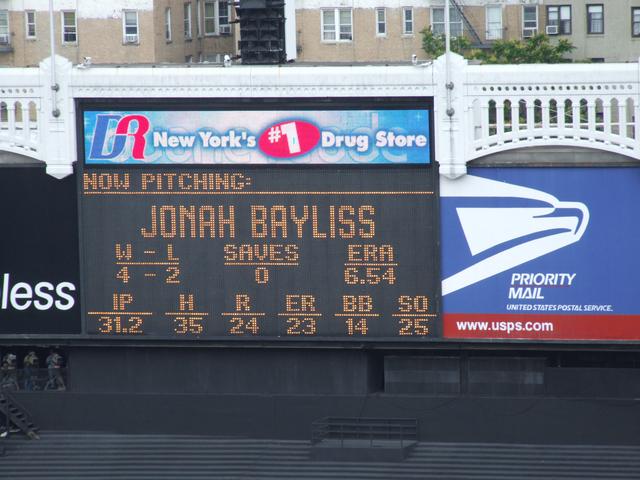 DR New York's #1 Drug Store
NOW PITCHING:
JONAH BAYLISS
W - L SAVES ERA
4 - 2 0 6.54
IP H R ER BB SO
31.2 35 24 23 14 25
less
PRIORITY
MAIL
UNITED STATES POSTAL SERVICE.
www.usps.com